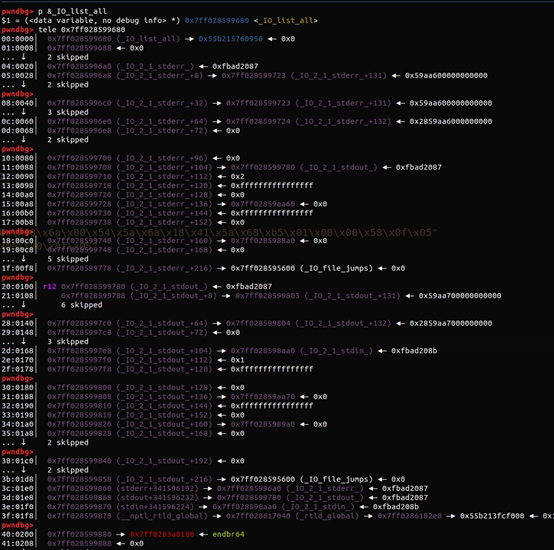 pwndbg> p &_IO_list_all
$1 = (<data variable, no debug info> *) 0x7ff028599680 <_IO_list_all>
pwndbg> tele 0x7ff028599680
00:0000│ 0x7ff028599680 (_IO_list_all) → 0x55b215760950 ← 0x0
01:0008│ 0x7ff028599688 ← 0x0
... ↓ 2 skipped
04:0020│ 0x7ff0285996a0 (_IO_2_1_stderr_) ← 0xfbad2087
05:0028│ 0x7ff0285996a8 (_IO_2_1_stderr_+8) → 0x7ff028599723 (_IO_2_1_stderr_+131) ← 0x59aa600000000000
... ↓ 2 skipped
pwndbg>
08:0040│ 0x7ff0285996c0 (_IO_2_1_stderr_+32) → 0x7ff028599723 (_IO_2_1_stderr_+131) ← 0x59aa600000000000
... ↓ 3 skipped
0c:0060│ 0x7ff0285996e0 (_IO_2_1_stderr_+64) → 0x7ff028599724 (_IO_2_1_stderr_+132) ← 0x2859aa6000000000
0d:0068│ 0x7ff0285996e8 (_IO_2_1_stderr_+72) ← 0x0
... ↓ 2 skipped
pwndbg>
10:0080│ 0x7ff028599700 (_IO_2_1_stderr_+96) ← 0x0
11:0088│ 0x7ff028599708 (_IO_2_1_stderr_+104) → 0x7ff028599780 (_IO_2_1_stdout_) ← 0xfbad2087
12:0090│ 0x7ff028599710 (_IO_2_1_stderr_+112) ← 0x2
13:0098│ 0x7ff028599718 (_IO_2_1_stderr_+120) ← 0xffffffffffffffff
14:00a0│ 0x7ff028599720 (_IO_2_1_stderr_+128) ← 0x0
15:00a8│ 0x7ff028599728 (_IO_2_1_stderr_+136) → 0x7ff02859aa60 ← 0x0
16:00b0│ 0x7ff028599730 (_IO_2_1_stderr_+144) ← 0xffffffffffffffff
17:00b8│ 0x7ff028599738 (_IO_2_1_stderr_+152) ← 0x0
pwndbg> \x6a\x00\x54\x5a\x6a\x18\x41\x5a\x68\xb5\x01\x00\x00\x58\x0f\x05"
18:00c0│ 0x7ff028599740 (_IO_2_1_stderr_+160) → 0x7ff0285988a0 ← 0x0
19:00c8│ 0x7ff028599748 (_IO_2_1_stderr_+168) ← 0x0
... ↓ 5 skipped
1f:00f8│ 0x7ff028599778 (_IO_2_1_stderr_+216) → 0x7ff028595600 (_IO_file_jumps) ← 0x0
pwndbg>
20:0100│ r12 0x7ff028599780 (_IO_2_1_stdout_) ← 0xfbad2087
21:0108│ 0x7ff028599788 (_IO_2_1_stdout_+8) → 0x7ff028599803 (_IO_2_1_stdout_+131) ← 0x59aa700000000000
... ↓ 6 skipped
pwndbg>
28:0140│ 0x7ff0285997c0 (_IO_2_1_stdout_+64) → 0x7ff028599804 (_IO_2_1_stdout_+132) ← 0x2859aa7000000000
29:0148│ 0x7ff0285997c8 (_IO_2_1_stdout_+72) ← 0x0
... ↓ 3 skipped
2d:0168│ 0x7ff0285997e8 (_IO_2_1_stdout_+104) → 0x7ff028598aa0 (_IO_2_1_stdin_) ← 0xfbad208b
2e:0170│ 0x7ff0285997f0 (_IO_2_1_stdout_+112) ← 0x1
2f:0178│ 0x7ff0285997f8 (_IO_2_1_stdout_+120) ← 0xffffffffffffffff
pwndbg>
30:0180│ 0x7ff028599800 (_IO_2_1_stdout_+128) ← 0x0
31:0188│ 0x7ff028599808 (_IO_2_1_stdout_+136) → 0x7ff02859aa70 ← 0x0
32:0190│ 0x7ff028599810 (_IO_2_1_stdout_+144) ← 0xffffffffffffffff
33:0198│ 0x7ff028599818 (_IO_2_1_stdout_+152) ← 0x0
34:01a0│ 0x7ff028599820 (_IO_2_1_stdout_+160) → 0x7ff0285989a0 ← 0x0
35:01a8│ 0x7ff028599828 (_IO_2_1_stdout_+168) ← 0x0
... ↓ 2 skipped
pwndbg>
38:01c0│ 0x7ff028599840 (_IO_2_1_stdout_+192) ← 0x0
... ↓ 2 skipped
3b:01d8│ 0x7ff028599858 (_IO_2_1_stdout_+216) → 0x7ff028595600 (_IO_file_jumps) ← 0x0
3c:01e0│ 0x7ff028599860 (stderr+341596192) → 0x7ff0285996a0 (_IO_2_1_stderr_) ← 0xfbad2087
3d:01e8│ 0x7ff028599868 (stdout+341596232) → 0x7ff028599780 (_IO_2_1_stdout_) ← 0xfbad2087
3e:01f0│ 0x7ff028599870 (stdin+341596224) → 0x7ff028598aa0 (_IO_2_1_stdin_) ← 0xfbad208b
3f:01f8│ 0x7ff028599878 (__nptl_rtld_global) → 0x7ff028617040 (_rtld_global) → 0x7ff0286182e0 → 0x55b213fcf000 ←
pwndbg>
40:0200│ 0x7ff028599880 → 0x7ff0283a8160 ← endbr64
41:0208│ 0x7ff028599888 ← 0x0